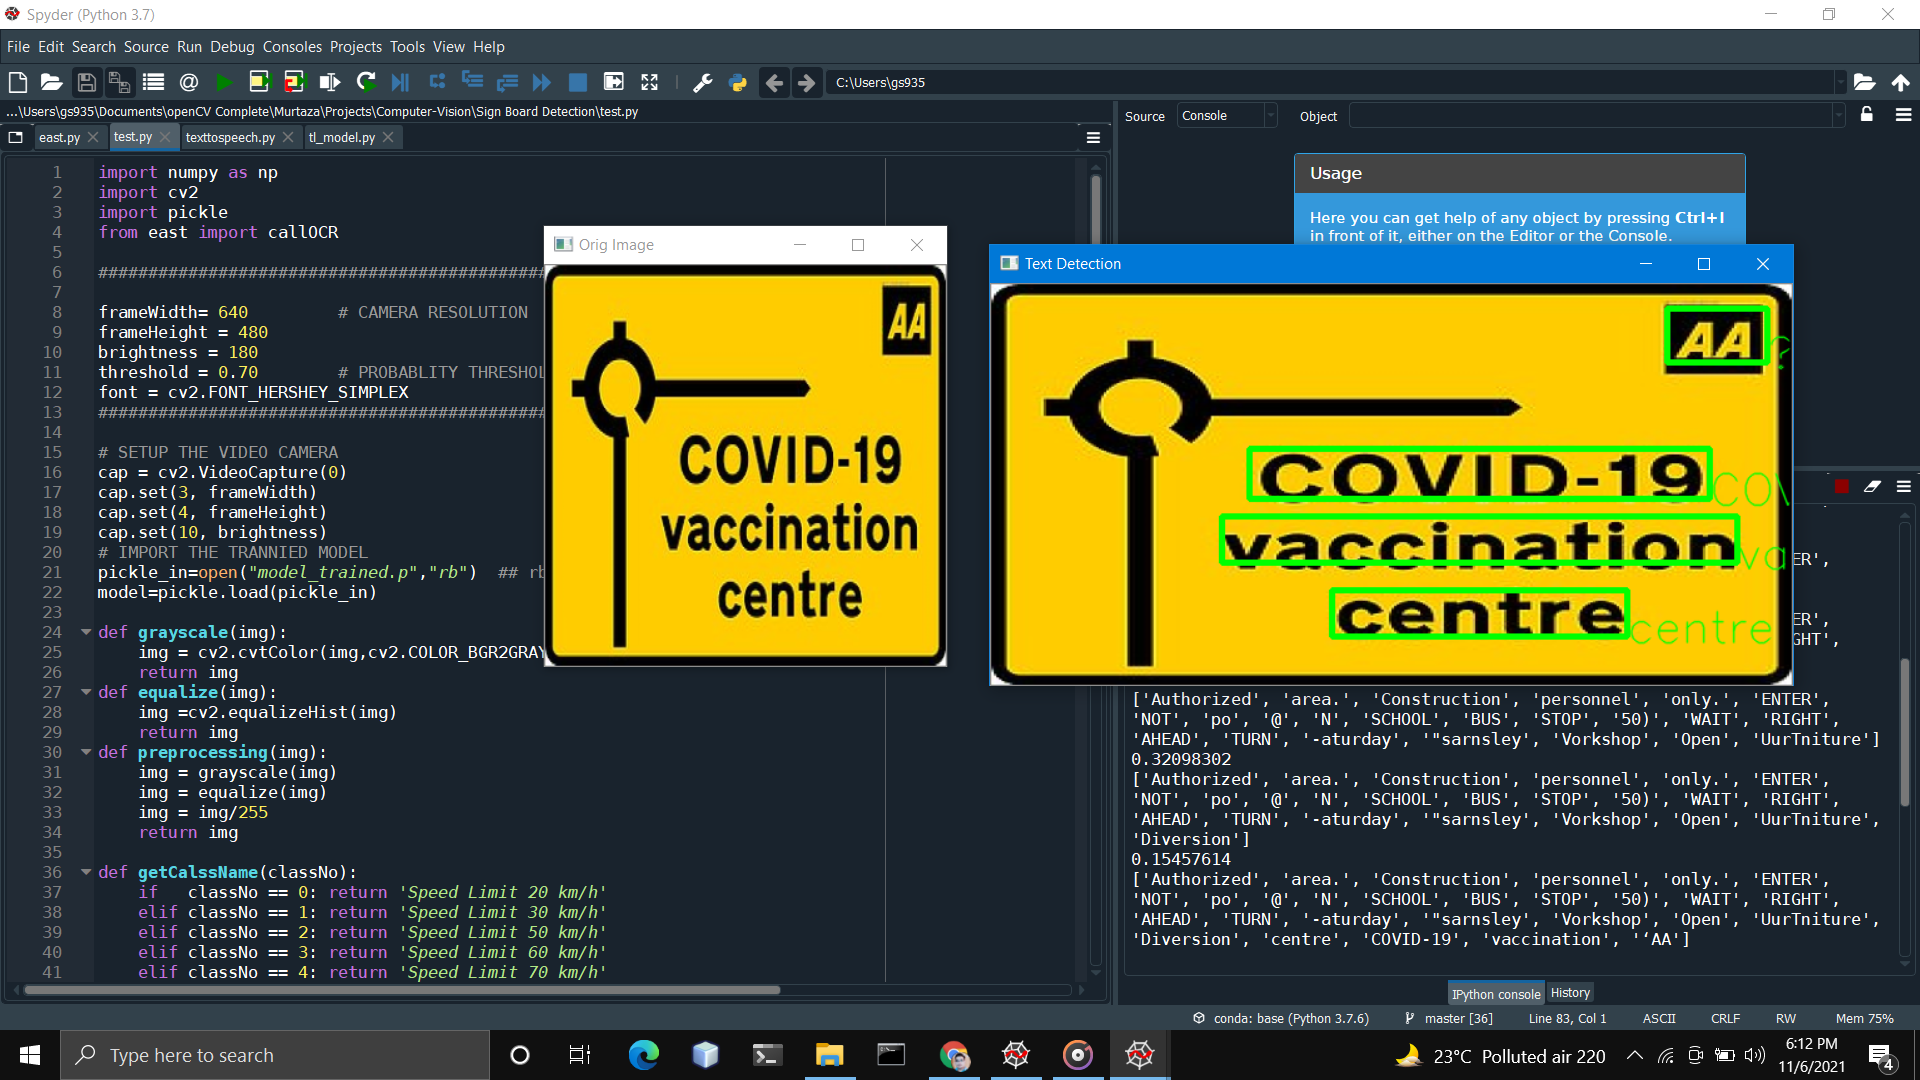 Spyder (Python 3.7)
File Edit Search Source Run Debug Consoles Projects Tools View Help
C:\Users\gs935
...\Users\gs935\Documents\openCV Complete\Murtaza\Projects\Computer-Vision\Sign Board Detection\test.py
east.py test.py texttospeech.py tl_model.py
1 import numpy as np
2 import cv2
3 import pickle
4 from east import callOCR
5
6 #############################################
7
8 frameWidth= 640 # CAMERA RESOLUTION
9 frameHeight = 480
10 brightness = 180
11 threshold = 0.70 # PROBABLITY THRESHOL
12 font = cv2.FONT_HERSHEY_SIMPLEX
13 #############################################
14
15 # SETUP THE VIDEO CAMERA
16 cap = cv2.VideoCapture(0)
17 cap.set(3, frameWidth)
18 cap.set(4, frameHeight)
19 cap.set(10, brightness)
20 # IMPORT THE TRANNIED MODEL
21 pickle_in=open("model_trained.p","rb") ## rb
22 model=pickle.load(pickle_in)
23
24 def grayscale(img):
25 img = cv2.cvtColor(img,cv2.COLOR_BGR2GRAY
26 return img
27 def equalize(img):
28 img =cv2.equalizeHist(img)
29 return img
30 def preprocessing(img):
31 img = grayscale(img)
32 img = equalize(img)
33 img = img/255
34 return img
35
36 def getCalssName(classNo):
37 if classNo == 0: return 'Speed Limit 20 km/h'
38 elif classNo == 1: return 'Speed Limit 30 km/h'
39 elif classNo == 2: return 'Speed Limit 50 km/h'
40 elif classNo == 3: return 'Speed Limit 60 km/h'
41 elif classNo == 4: return 'Speed Limit 70 km/h'
Orig Image
AA
COVID-19
vaccination
centre
Source Console Object
Usage
Here you can get help of any object by pressing Ctrl+I
in front of it, either on the Editor or the Console.
Text Detection
AA ?
COVID-19 COV
vaccination va
centre centre
ER',
ER',
GHT',
['Authorized', 'area.', 'Construction', 'personnel', 'only.', 'ENTER',
'NOT', 'po', '@', 'N', 'SCHOOL', 'BUS', 'STOP', '50)', 'WAIT', 'RIGHT',
'AHEAD', 'TURN', '-aturday', '"sarnsley', 'Vorkshop', 'Open', 'UurTniture']
0.32098302
['Authorized', 'area.', 'Construction', 'personnel', 'only.', 'ENTER',
'NOT', 'po', '@', 'N', 'SCHOOL', 'BUS', 'STOP', '50)', 'WAIT', 'RIGHT',
'AHEAD', 'TURN', '-aturday', '"sarnsley', 'Vorkshop', 'Open', 'UurTniture',
'Diversion']
0.15457614
['Authorized', 'area.', 'Construction', 'personnel', 'only.', 'ENTER',
'NOT', 'po', '@', 'N', 'SCHOOL', 'BUS', 'STOP', '50)', 'WAIT', 'RIGHT',
'AHEAD', 'TURN', '-aturday', '"sarnsley', 'Vorkshop', 'Open', 'UurTniture',
'Diversion', 'centre', 'COVID-19', 'vaccination', '‘AA']
IPython console History
conda: base (Python 3.7.6) master [36] Line 83, Col 1 ASCII CRLF RW Mem 75%
Type here to search
23°C Polluted air 220
6:12 PM
11/6/2021
4